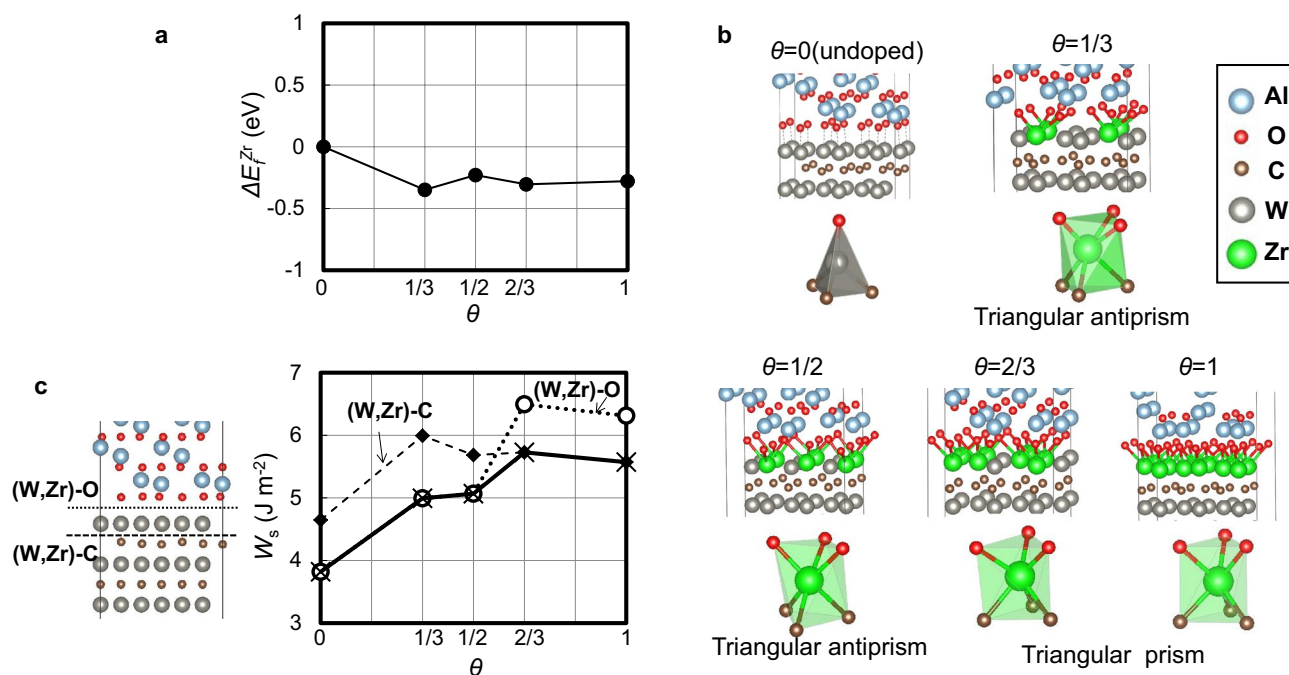 a
1
0.5
0
-0.5
-1
ΔE_f^Zr (eV)
0
1/3
1/2
2/3
1
θ
b
θ=0(undoped)
θ=1/3
Al
O
C
W
Zr
Triangular antiprism
θ=1/2
θ=2/3
θ=1
Triangular antiprism
Triangular prism
c
(W,Zr)-O
(W,Zr)-C
7
6
5
4
3
W_s (J m⁻²)
(W,Zr)-C
(W,Zr)-O
0
1/3
1/2
2/3
1
θ